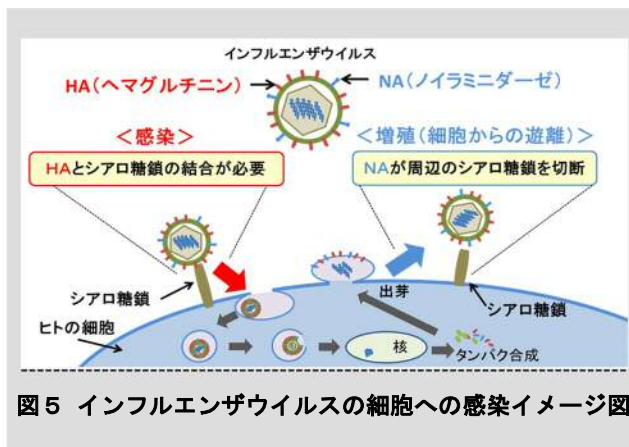 インフルエンザウイルス
HA(ヘマグルチニン)
NA(ノイラミニダーゼ)
<感染>
<増殖(細胞からの遊離)>
HAとシアロ糖鎖の結合が必要
NAが周辺のシアロ糖鎖を切断
シアロ糖鎖
出芽
シアロ糖鎖
ヒトの細胞
核
タンパク合成
図5 インフルエンザウイルスの細胞への感染イメージ図